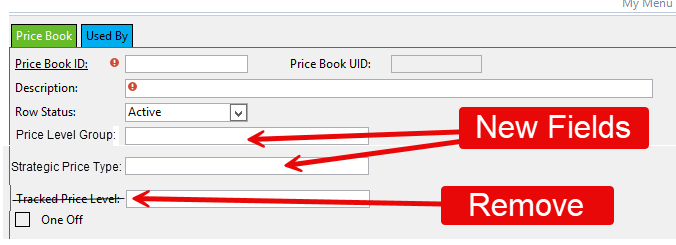 My Menu
Price Book Used By
Price Book ID: Price Book UID:
Description:
Row Status: Active
Price Level Group: New Fields
Strategic Price Type:
Tracked Price Level: Remove
One Off